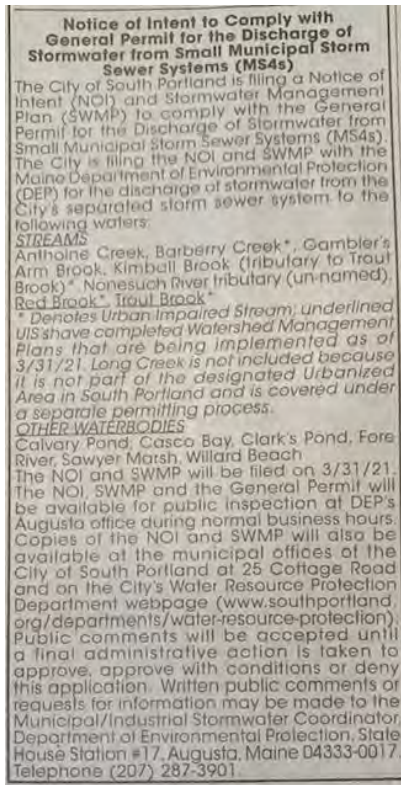 Notice of Intent to Comply with
General Permit for the Discharge of
Stormwater from Small Municipal Storm
Sewer Systems (MS4s)
The City of South Portland is filing a Notice of
Intent (NOI) and Stormwater Management
Plan (SWMP) to comply with the General
Permit for the Discharge of Stormwater from
Small Municipal Storm Sewer Systems (MS4s).
The City is filing the NOI and SWMP with the
Maine Department of Environmental Protection
(DEP) for the discharge of stormwater from the
City's separated storm sewer system to the
following waters:
STREAMS
Anthoine Creek, Barberry Creek*, Gambler's
Arm Brook, Kimball Brook (tributary to Trout
Brook)*, Nonesuch River tributary (un-named),
Red Brook*, Trout Brook*
* Denotes Urban Impaired Stream; underlined
UIS's have completed Watershed Management
Plans that are being implemented as of
3/31/21. Long Creek is not included because
it is not part of the designated Urbanized
Area in South Portland and is covered under
a separate permitting process.
OTHER WATERBODIES
Calvary Pond, Casco Bay, Clark's Pond, Fore
River, Sawyer Marsh, Willard Beach
The NOI and SWMP will be filed on 3/31/21.
The NOI, SWMP and the General Permit will
be available for public inspection at DEP's
Augusta office during normal business hours.
Copies of the NOI and SWMP will also be
available at the municipal offices of the
City of South Portland at 25 Cottage Road
and on the City's Water Resource Protection
Department webpage (www.southportland.
org/departments/water-resource-protection).
Public comments will be accepted until
a final administrative action is taken to
approve, approve with conditions or deny
this application. Written public comments or
requests for information may be made to the
Municipal/Industrial Stormwater Coordinator,
Department of Environmental Protection, State
House Station #17, Augusta, Maine 04333-0017.
Telephone (207) 287-3901.